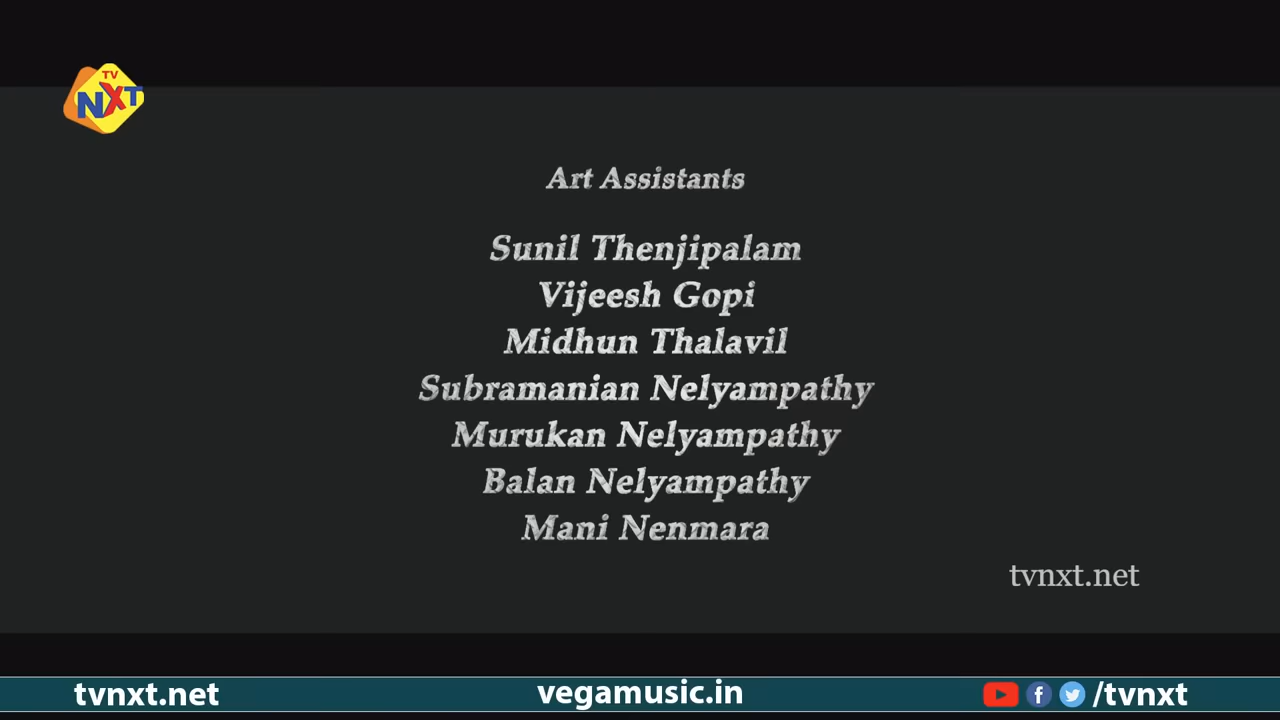 TV
NXT
Art Assistants
Sunil Thenjipalam
Vijeesh Gopi
Midhun Thalavil
Subramanian Nelyampathy
Murukan Nelyampathy
Balan Nelyampathy
Mani Nenmara
tvnxt.net
tvnxt.net vegamusic.in /tvnxt